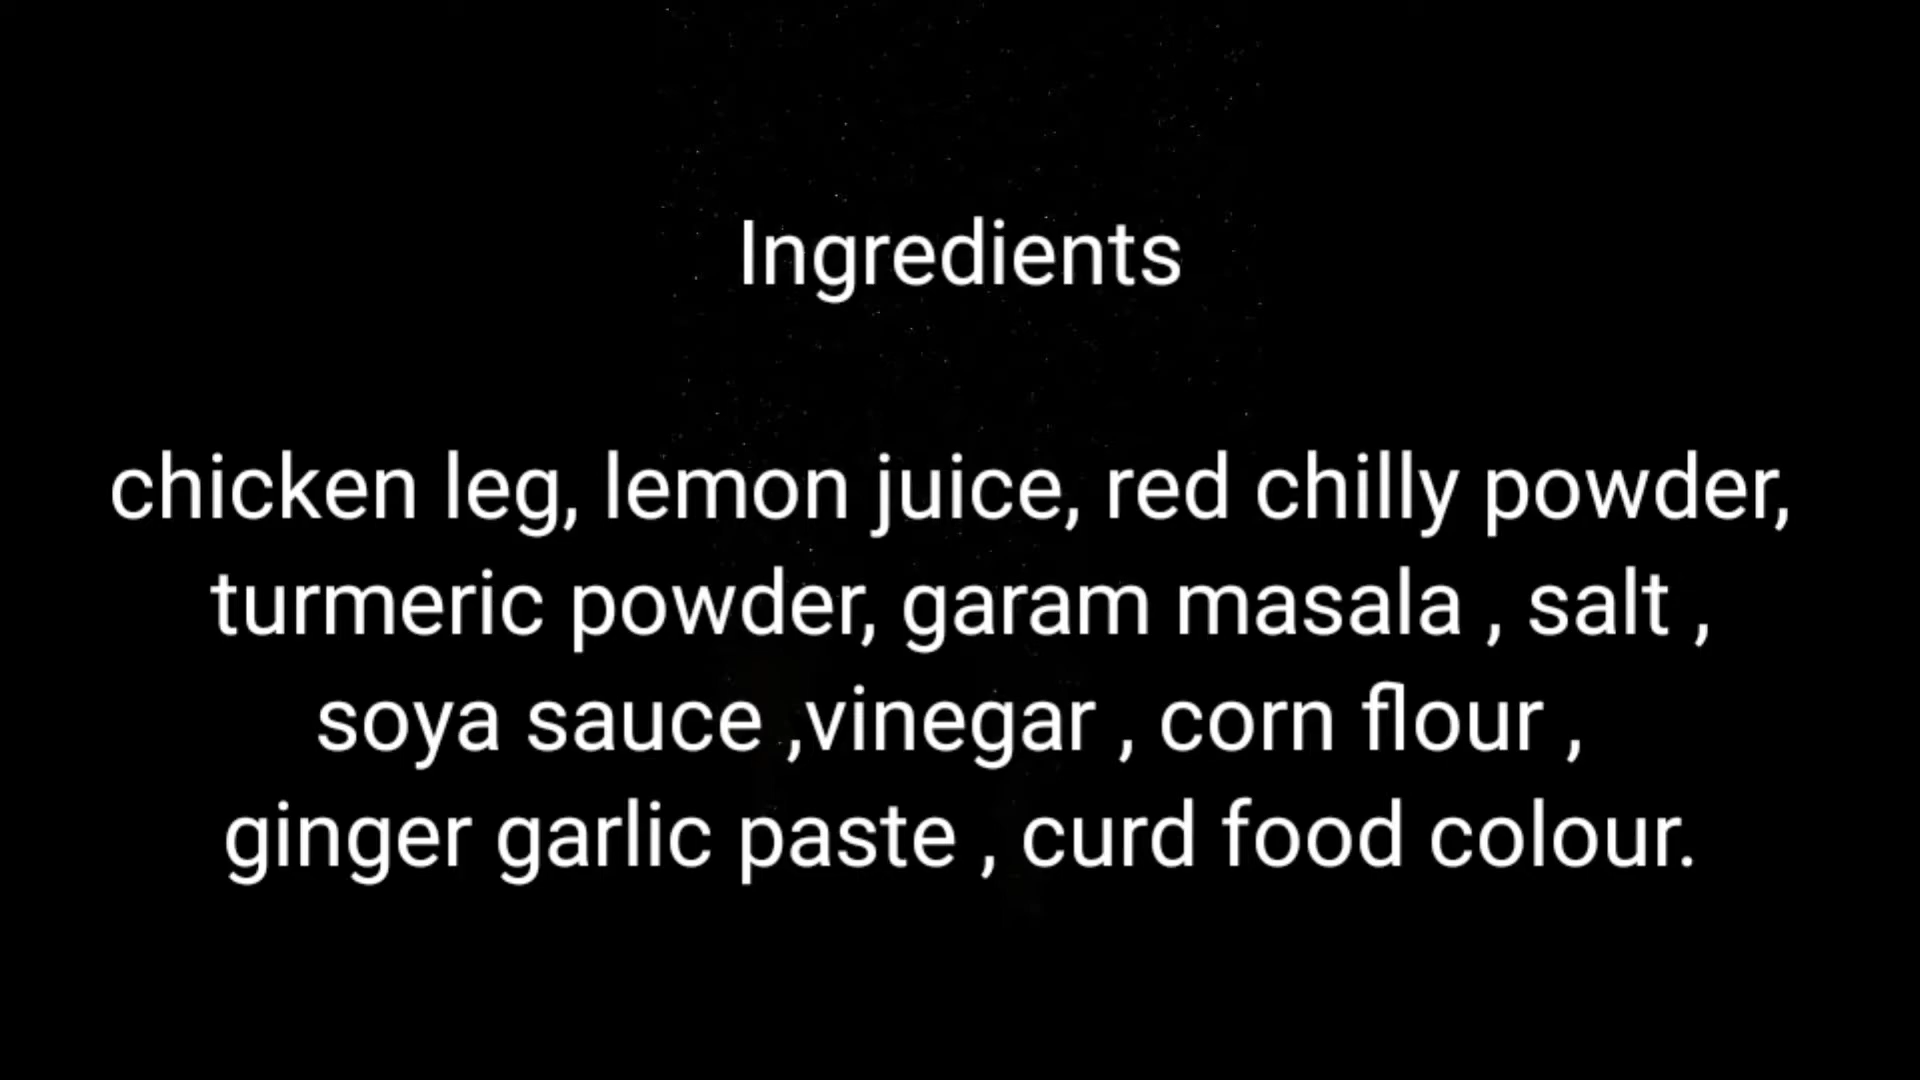 Ingredients
chicken leg, lemon juice, red chilly powder,
turmeric powder, garam masala , salt ,
soya sauce ,vinegar , corn flour ,
ginger garlic paste , curd food colour.